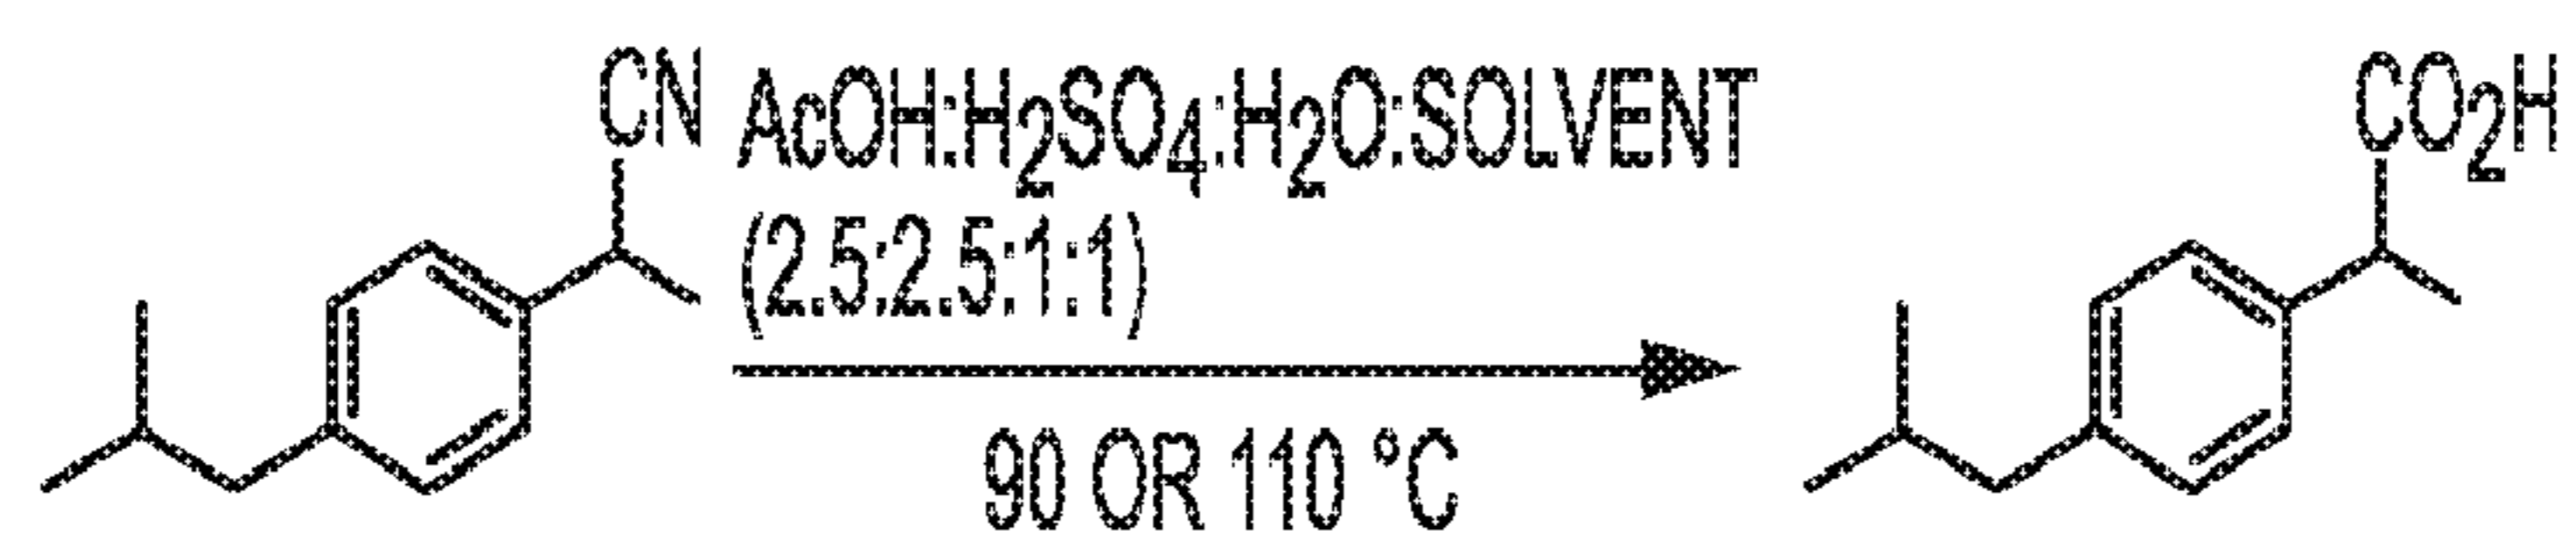 CN
AcOH:H₂SO₄:H₂O:SOLVENT
(2.5:2.5:1:1)
90 OR 110 °C
CO₂H